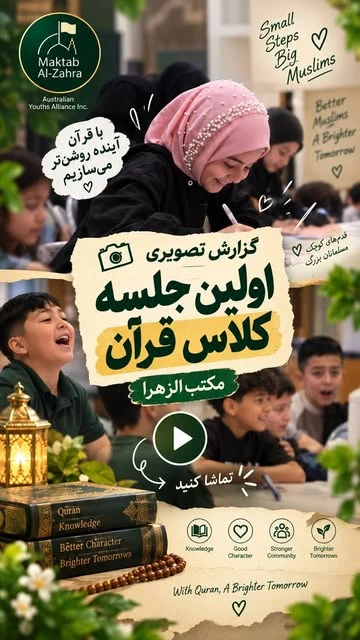 Maktab
Al-Zahra
Australian
Youths Alliance Inc.
Small
Steps
Big
Muslims
Better
Muslims
A Brighter
Tomorrow
با قرآن
آینده روشن‌تر
می‌سازیم
قدم‌های کوچک
مسلمانان بزرگ
گزارش تصویری
اولین جلسه
کلاس قرآن
مکتب الزهرا
تماشا کنید
Quran
Knowledge
Better Character
Brighter Tomorrows
Knowledge
Good
Character
Stronger
Community
Brighter
Tomorrows
With Quran, A Brighter Tomorrow